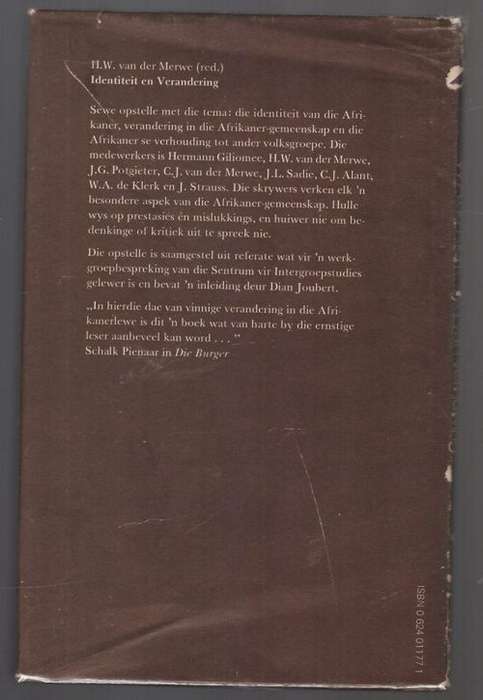 H.W. van der Merwe (red.)
Identiteit en Verandering
Sewe opstelle met die tema: die identiteit van die Afri-
kaner, verandering in die Afrikaner-gemeenskap en die
Afrikaner se verhouding tot ander volksgroepe. Die
medewerkers is Hermann Giliomee, H.W. van der Merwe,
J.G. Potgieter, C.J. van der Merwe, J.L. Sadie, C.J. Alant,
W.A. de Klerk en J. Strauss. Die skrywers verken elk 'n
besondere aspek van die Afrikaner-gemeenskap. Hulle
wys op prestasies én mislukkings, en huiwer nie om be-
denkinge of kritiek uit te spreek nie.
Die opstelle is saamgestel uit referate wat vir 'n werk-
groepbespreking van die Sentrum vir Intergroepstudies
gelewer is en bevat 'n inleiding deur Dian Joubert.
„In hierdie dae van vinnige verandering in die Afri-
kanerlewe is dit 'n boek wat van harte by die ernstige
leser aanbeveel kan word . . ."
Schalk Pienaar in Die Burger
ISBN 0 624 01177 1